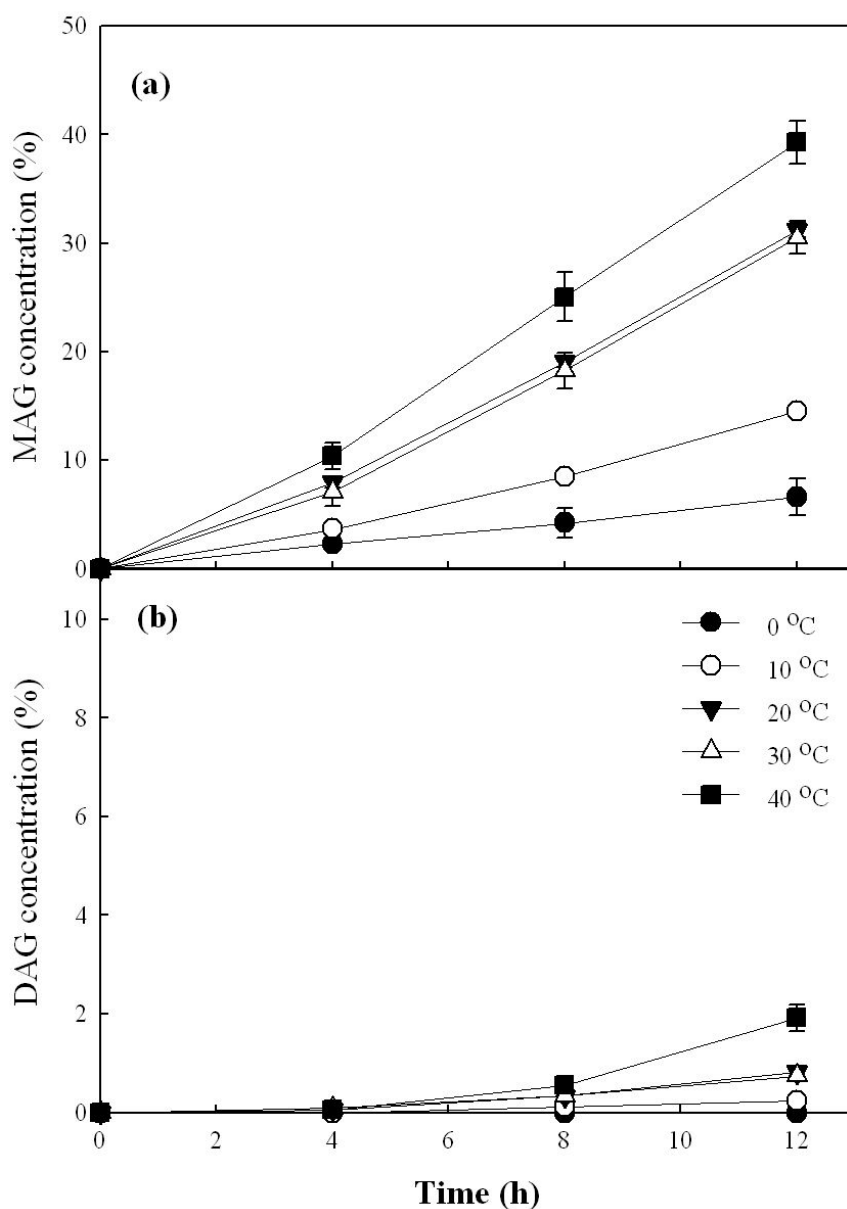 50
(a)
40
30
20
10
0
MAG concentration (%)
(b)
10
8
6
4
2
0
DAG concentration (%)
0 °C
10 °C
20 °C
30 °C
40 °C
0 2 4 6 8 10 12
Time (h)